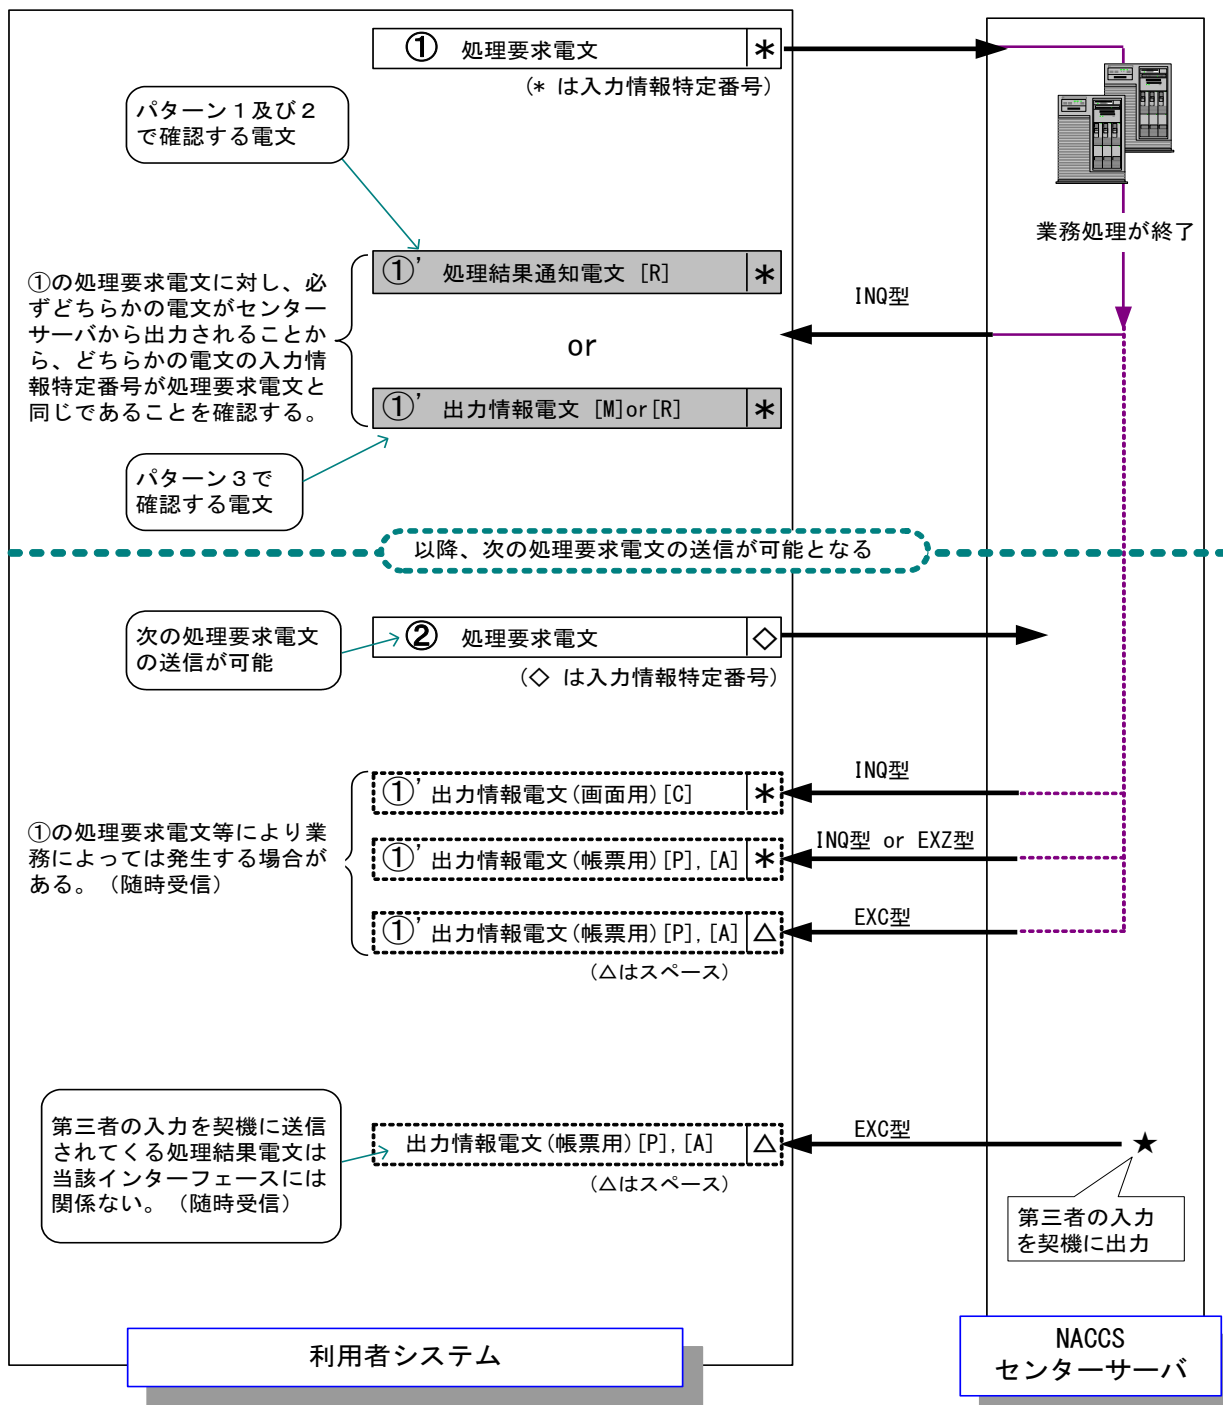 ① 処理要求電文 *
(* は入力情報特定番号)
パターン1及び2
で確認する電文
業務処理が終了
①の処理要求電文に対し、必
ずどちらかの電文がセンター
サーバから出力されることか
ら、どちらかの電文の入力情
報特定番号が処理要求電文と
同じであることを確認する。
①' 処理結果通知電文 [R] *
INQ型
or
①' 出力情報電文 [M]or[R] *
パターン3で
確認する電文
以降、次の処理要求電文の送信が可能となる
次の処理要求電文
の送信が可能
② 処理要求電文 ◇
(◇ は入力情報特定番号)
①の処理要求電文等により業
務によっては発生する場合が
ある。(随時受信)
①' 出力情報電文(画面用)[C] *
INQ型
①' 出力情報電文(帳票用)[P],[A] *
INQ型 or EXZ型
①' 出力情報電文(帳票用)[P],[A] △
EXC型
(△はスペース)
第三者の入力を契機に送信
されてくる処理結果電文は
当該インターフェースには
関係ない。(随時受信)
出力情報電文(帳票用)[P],[A] △
EXC型
★
(△はスペース)
第三者の入力
を契機に出力
利用者システム
NACCS
センターサーバ